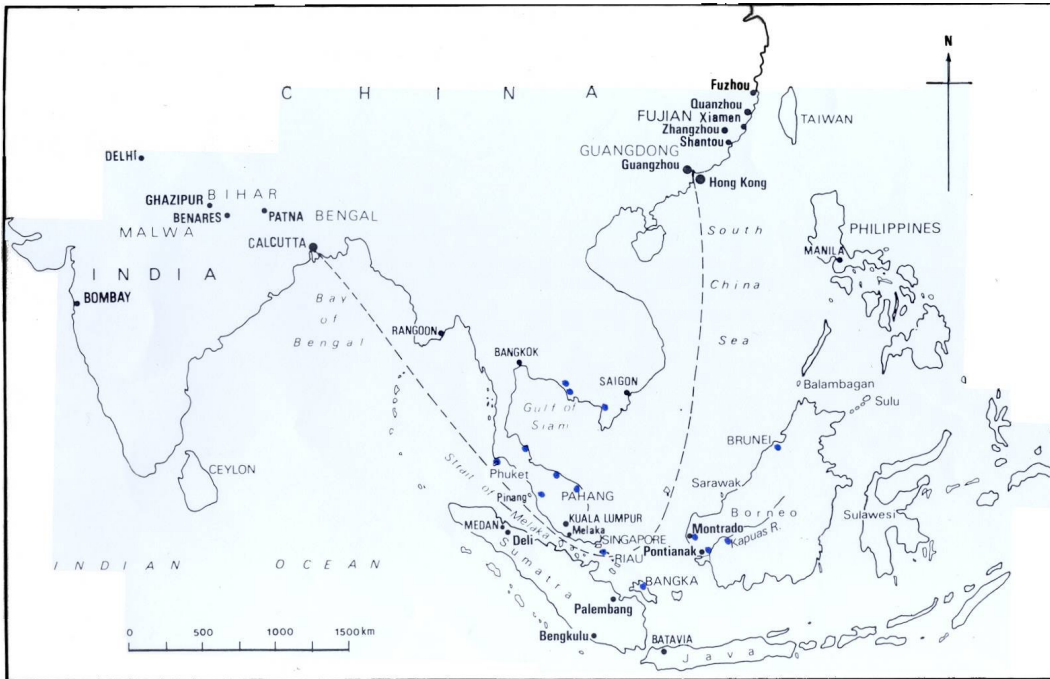 N
CHINA
Fuzhou
Quanzhou
FUJIAN Xiamen
Zhangzhou
Shantou
TAIWAN
GUANGDONG
Guangzhou
Hong Kong
DELHI
GHAZIPUR
BIHAR
BENARES
PATNA
BENGAL
MALWA
CALCUTTA
INDIA
BOMBAY
South
China
Sea
PHILIPPINES
MANILA
Bay
of
Bengal
RANGOON
BANGKOK
SAIGON
Gulf of
Siam
Balambagan
Sulu
BRUNEI
CEYLON
Phuket
Strait of Melaka
Pinang
PAHANG
Sarawak
Borneo
Sulawesi
MEDAN
Deli
KUALA LUMPUR
Melaka
SINGAPORE
RIAU
Montrado
Kapuas R.
Pontianak
INDIAN OCEAN
Sumatra
BANGKA
Palembang
Bengkulu
BATAVIA
Java
0 500 1000 1500 km